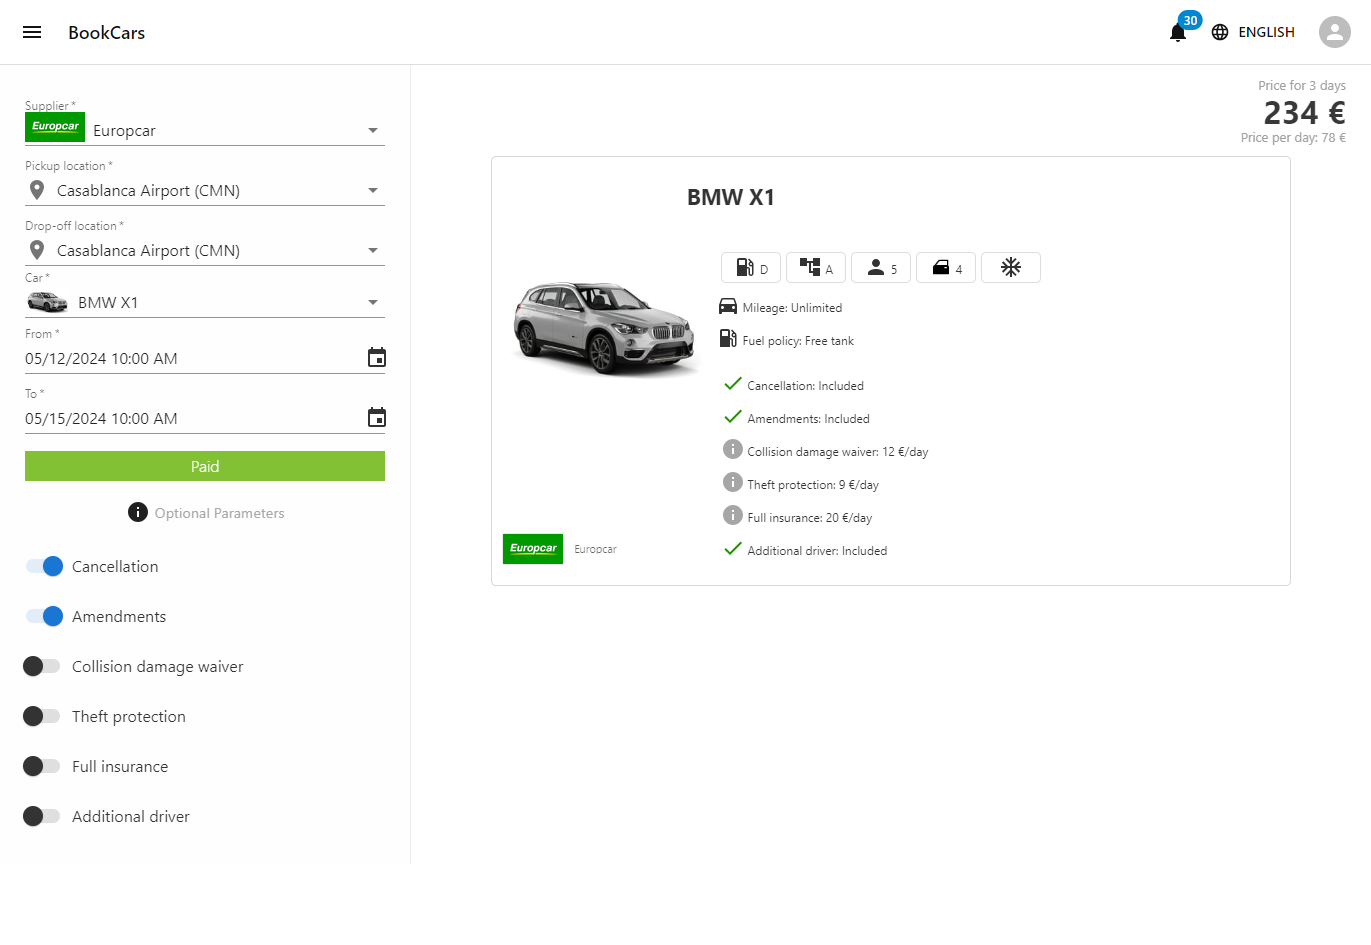 BookCars
30
ENGLISH
Supplier *
Europcar
Europcar
Pickup location *
Casablanca Airport (CMN)
Drop-off location *
Casablanca Airport (CMN)
Car *
BMW X1
From *
05/12/2024 10:00 AM
To *
05/15/2024 10:00 AM
Paid
Optional Parameters
Cancellation
Amendments
Collision damage waiver
Theft protection
Full insurance
Additional driver
Price for 3 days
234 €
Price per day: 78 €
BMW X1
D
A
5
4
Mileage: Unlimited
Fuel policy: Free tank
Cancellation: Included
Amendments: Included
Collision damage waiver: 12 €/day
Theft protection: 9 €/day
Full insurance: 20 €/day
Additional driver: Included
Europcar
Europcar